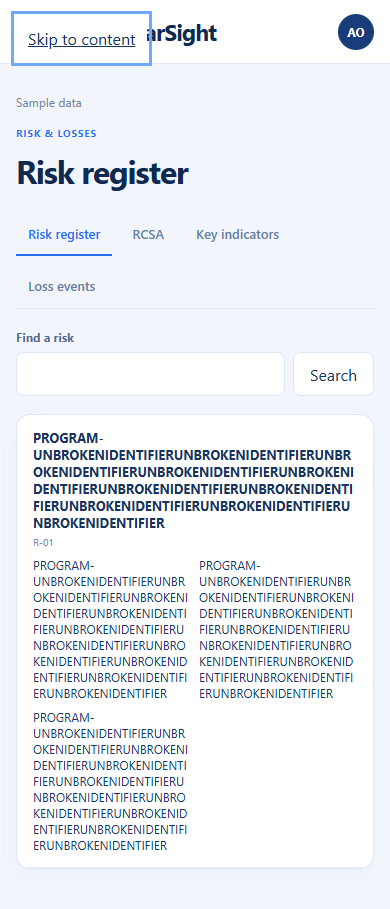 Skip to content
arSight
AO
Sample data
RISK & LOSSES
Risk register
Risk register
RCSA
Key indicators
Loss events
Find a risk
Search
PROGRAM-
UNBROKENIDENTIFIERUNBROKENIDENTIFIERUNBR
OKENIDENTIFIERUNBROKENIDENTIFIERUNBROKENI
DENTIFIERUNBROKENIDENTIFIERUNBROKENIDENTI
FIERUNBROKENIDENTIFIERUNBROKENIDENTIFIERU
NBROKENIDENTIFIER
R-01
PROGRAM-
UNBROKENIDENTIFIERUNBR
OKENIDENTIFIERUNBROKENI
DENTIFIERUNBROKENIDENTI
FIERUNBROKENIDENTIFIERU
NBROKENIDENTIFIERUNBRO
KENIDENTIFIERUNBROKENID
ENTIFIERUNBROKENIDENTIFI
ERUNBROKENIDENTIFIER
PROGRAM-
UNBROKENIDENTIFIERUNBR
OKENIDENTIFIERUNBROKENI
DENTIFIERUNBROKENIDENTI
FIERUNBROKENIDENTIFIERU
NBROKENIDENTIFIERUNBRO
KENIDENTIFIERUNBROKENID
ENTIFIERUNBROKENIDENTIFI
ERUNBROKENIDENTIFIER
PROGRAM-
UNBROKENIDENTIFIERUNBR
OKENIDENTIFIERUNBROKENI
DENTIFIERUNBROKENIDENTI
FIERUNBROKENIDENTIFIERU
NBROKENIDENTIFIERUNBRO
KENIDENTIFIERUNBROKENID
ENTIFIERUNBROKENIDENTIFI
ERUNBROKENIDENTIFIER